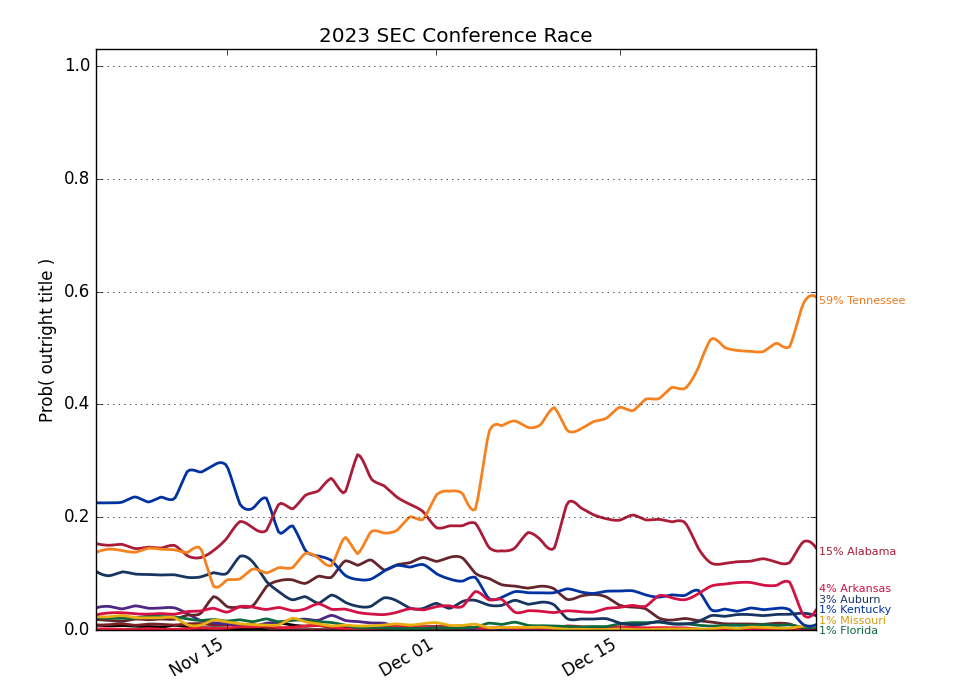 2023 SEC Conference Race
Prob( outright title )
1.0
0.8
0.6
0.4
0.2
0.0
Nov 15
Dec 01
Dec 15
59% Tennessee
15% Alabama
4% Arkansas
3% Auburn
1% Kentucky
1% Missouri
1% Florida